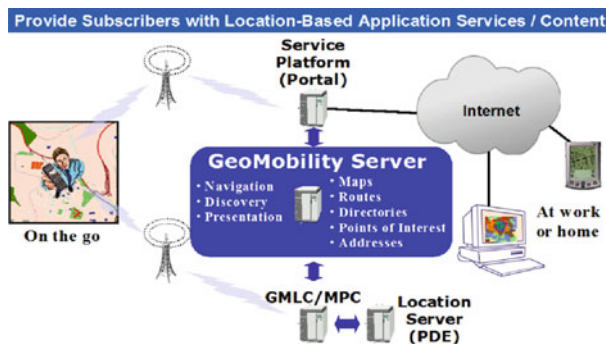 Provide Subscribers with Location-Based Application Services / Content
Service
Platform
(Portal)
Internet
GeoMobility Server
• Navigation
• Discovery
• Presentation
• Maps
• Routes
• Directories
• Points of Interest
• Addresses
On the go
At work
or home
GMLC/MPC
Location
Server
(PDE)